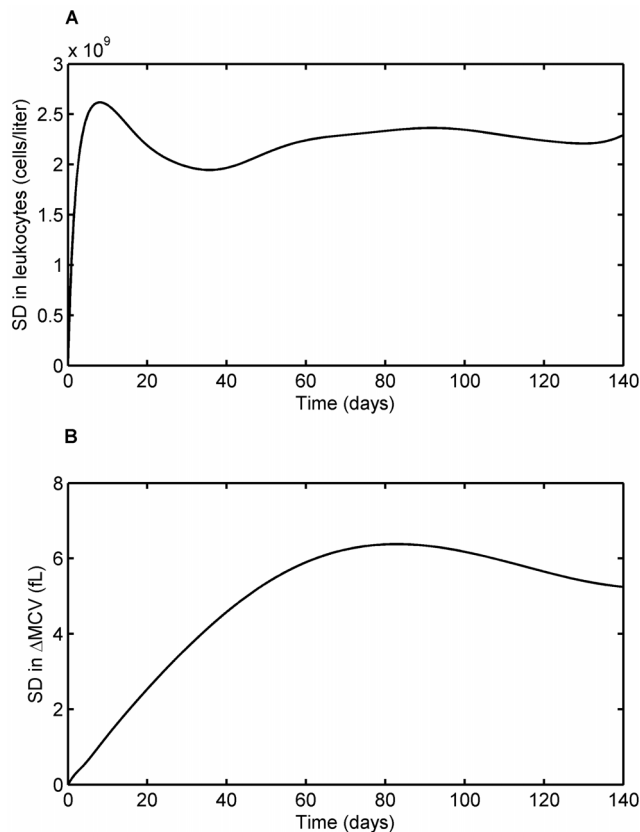 A
x 10^9
3
2.5
2
1.5
1
0.5
0
SD in leukocytes (cells/liter)
0 20 40 60 80 100 120 140
Time (days)
B
8
6
4
2
0
SD in ΔMCV (fL)
0 20 40 60 80 100 120 140
Time (days)